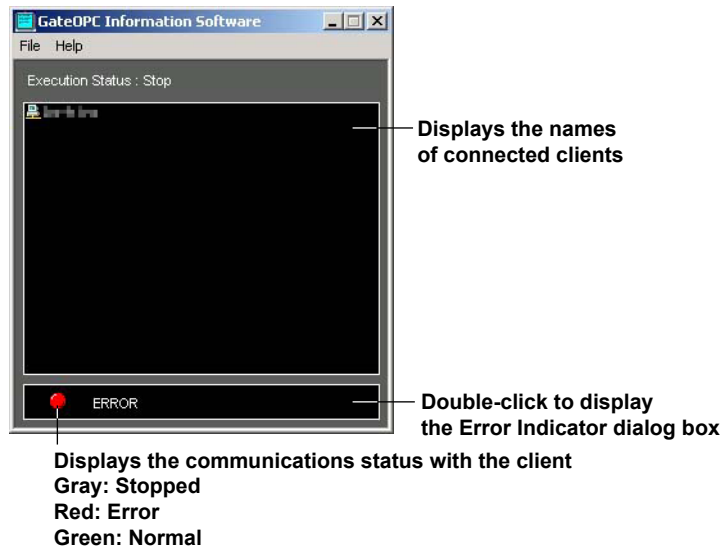 GateOPC Information Software
File Help
Execution Status : Stop
Displays the names
of connected clients
ERROR
Double-click to display
the Error Indicator dialog box
Displays the communications status with the client
Gray: Stopped
Red: Error
Green: Normal